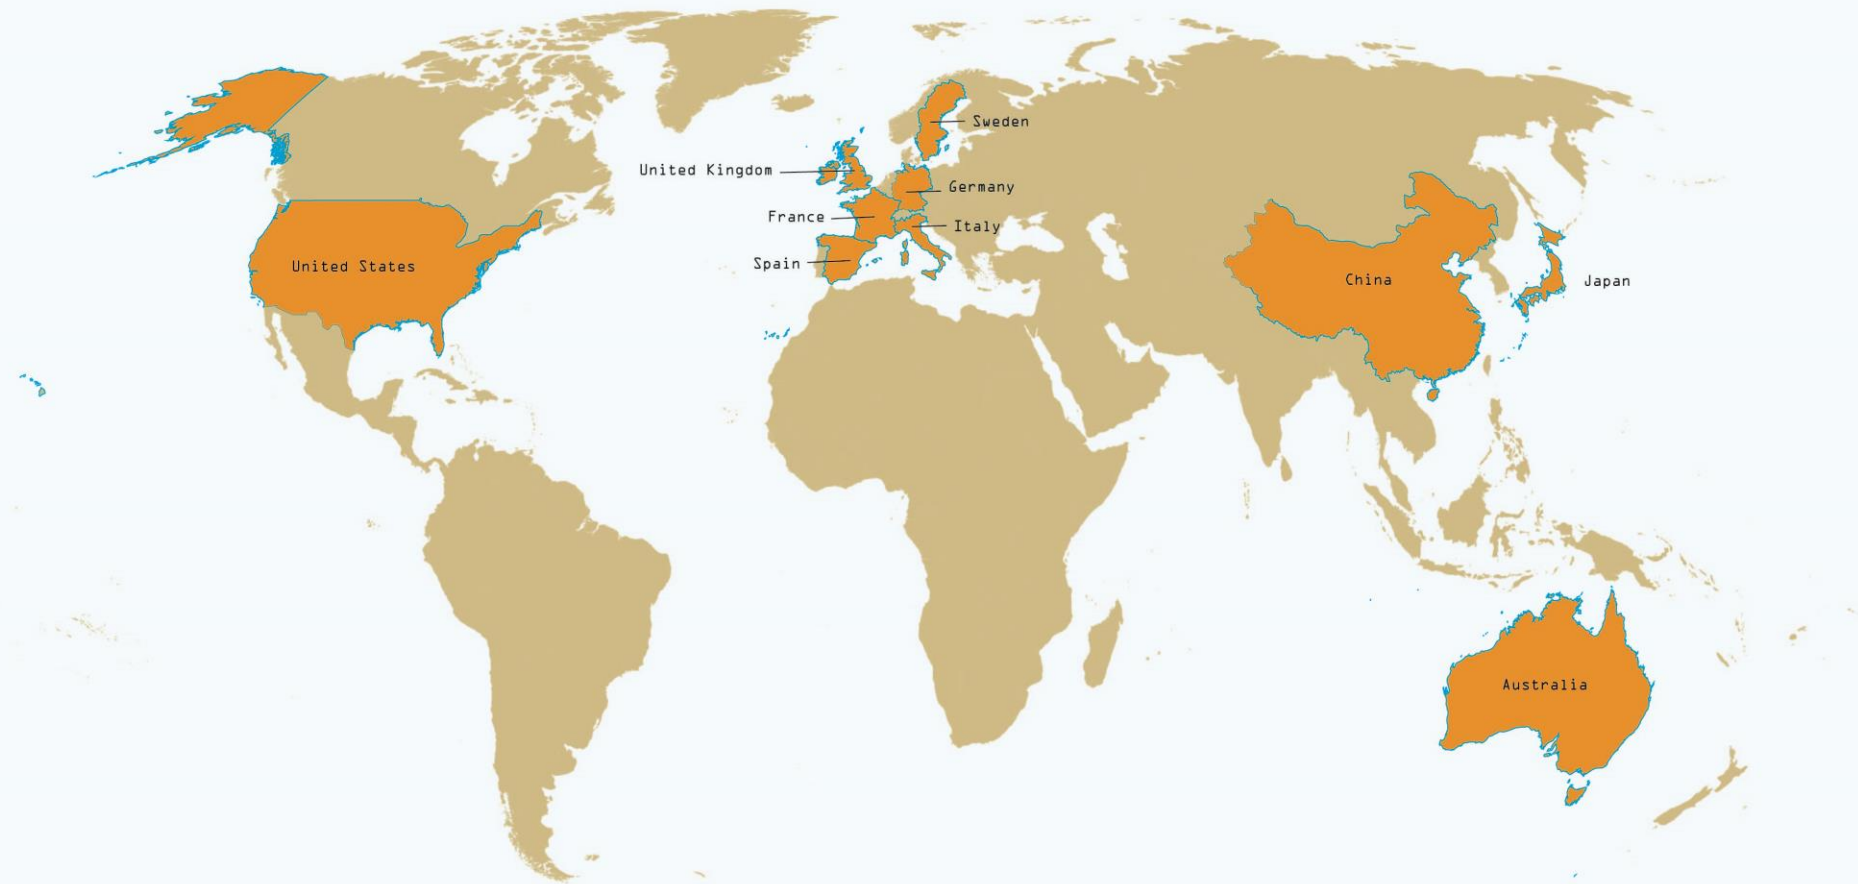 Sweden
United Kingdom
Germany
France
Italy
Spain
United States
China
Japan
Australia